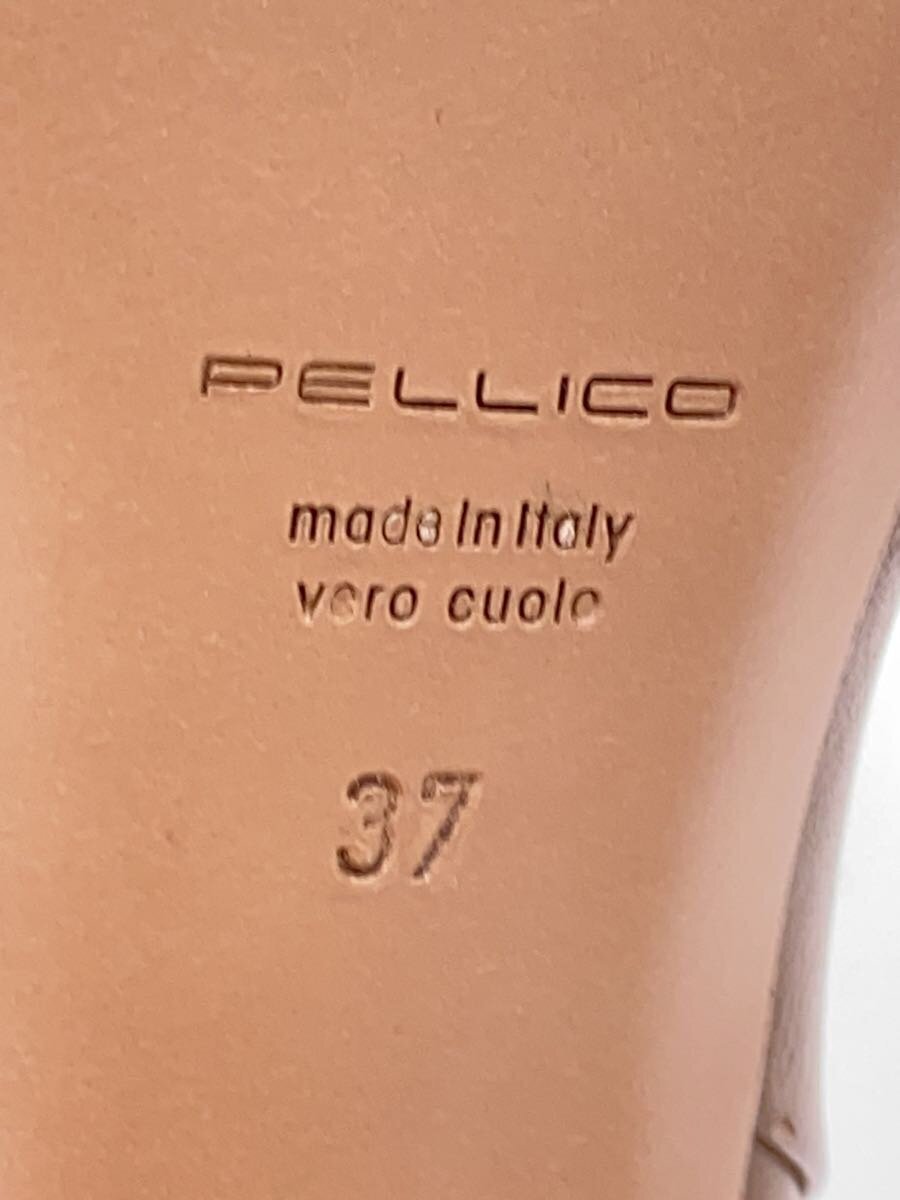 PELLICO
made in Italy
vero cuoio
37